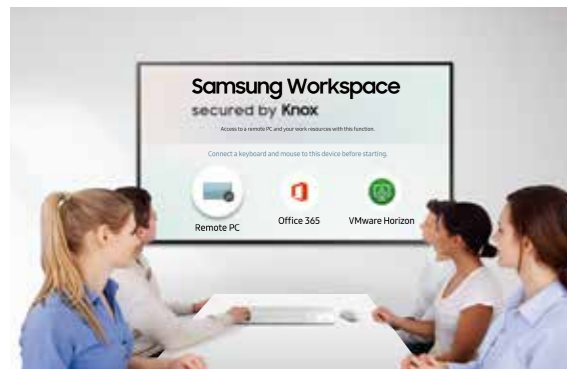 Samsung Workspace
secured by Knox
Access to a remote PC and your work resources with this function.
Connect a keyboard and mouse to this device before starting.
Remote PC
Office 365
VMware Horizon